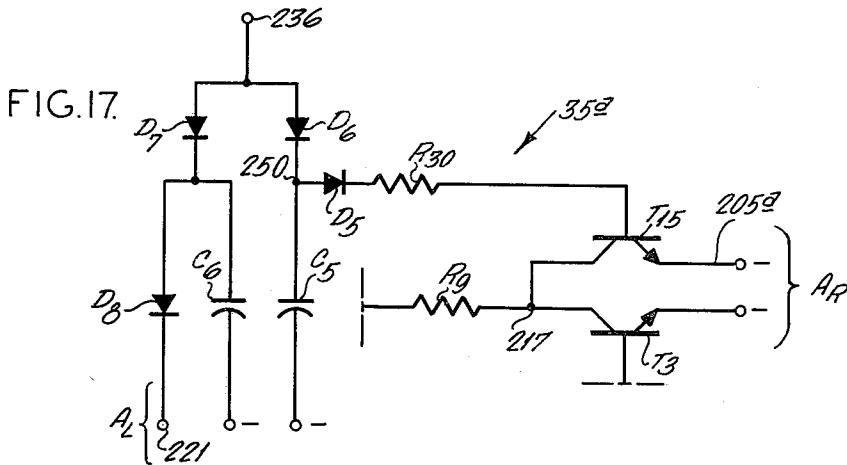 236
FIG.17.
D7
D6
35a
250
R30
D5
T15
205a
C6
C5
D8
R9
AR
217
T3
AL
221